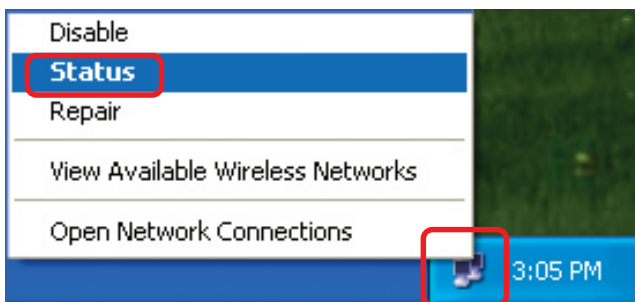 Disable
Status
Repair
View Available Wireless Networks
Open Network Connections
3:05 PM